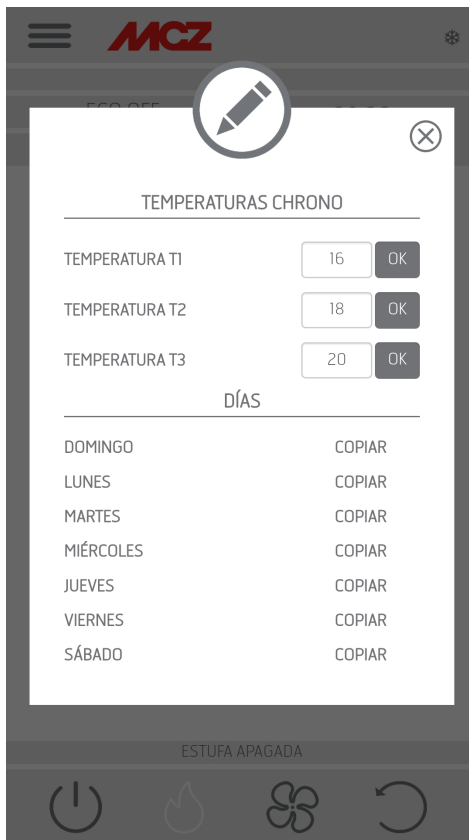 MCZ
TEMPERATURAS CHRONO
TEMPERATURA T1 16 OK
TEMPERATURA T2 18 OK
TEMPERATURA T3 20 OK
DÍAS
DOMINGO COPIAR
LUNES COPIAR
MARTES COPIAR
MIÉRCOLES COPIAR
JUEVES COPIAR
VIERNES COPIAR
SÁBADO COPIAR
ESTUFA APAGADA